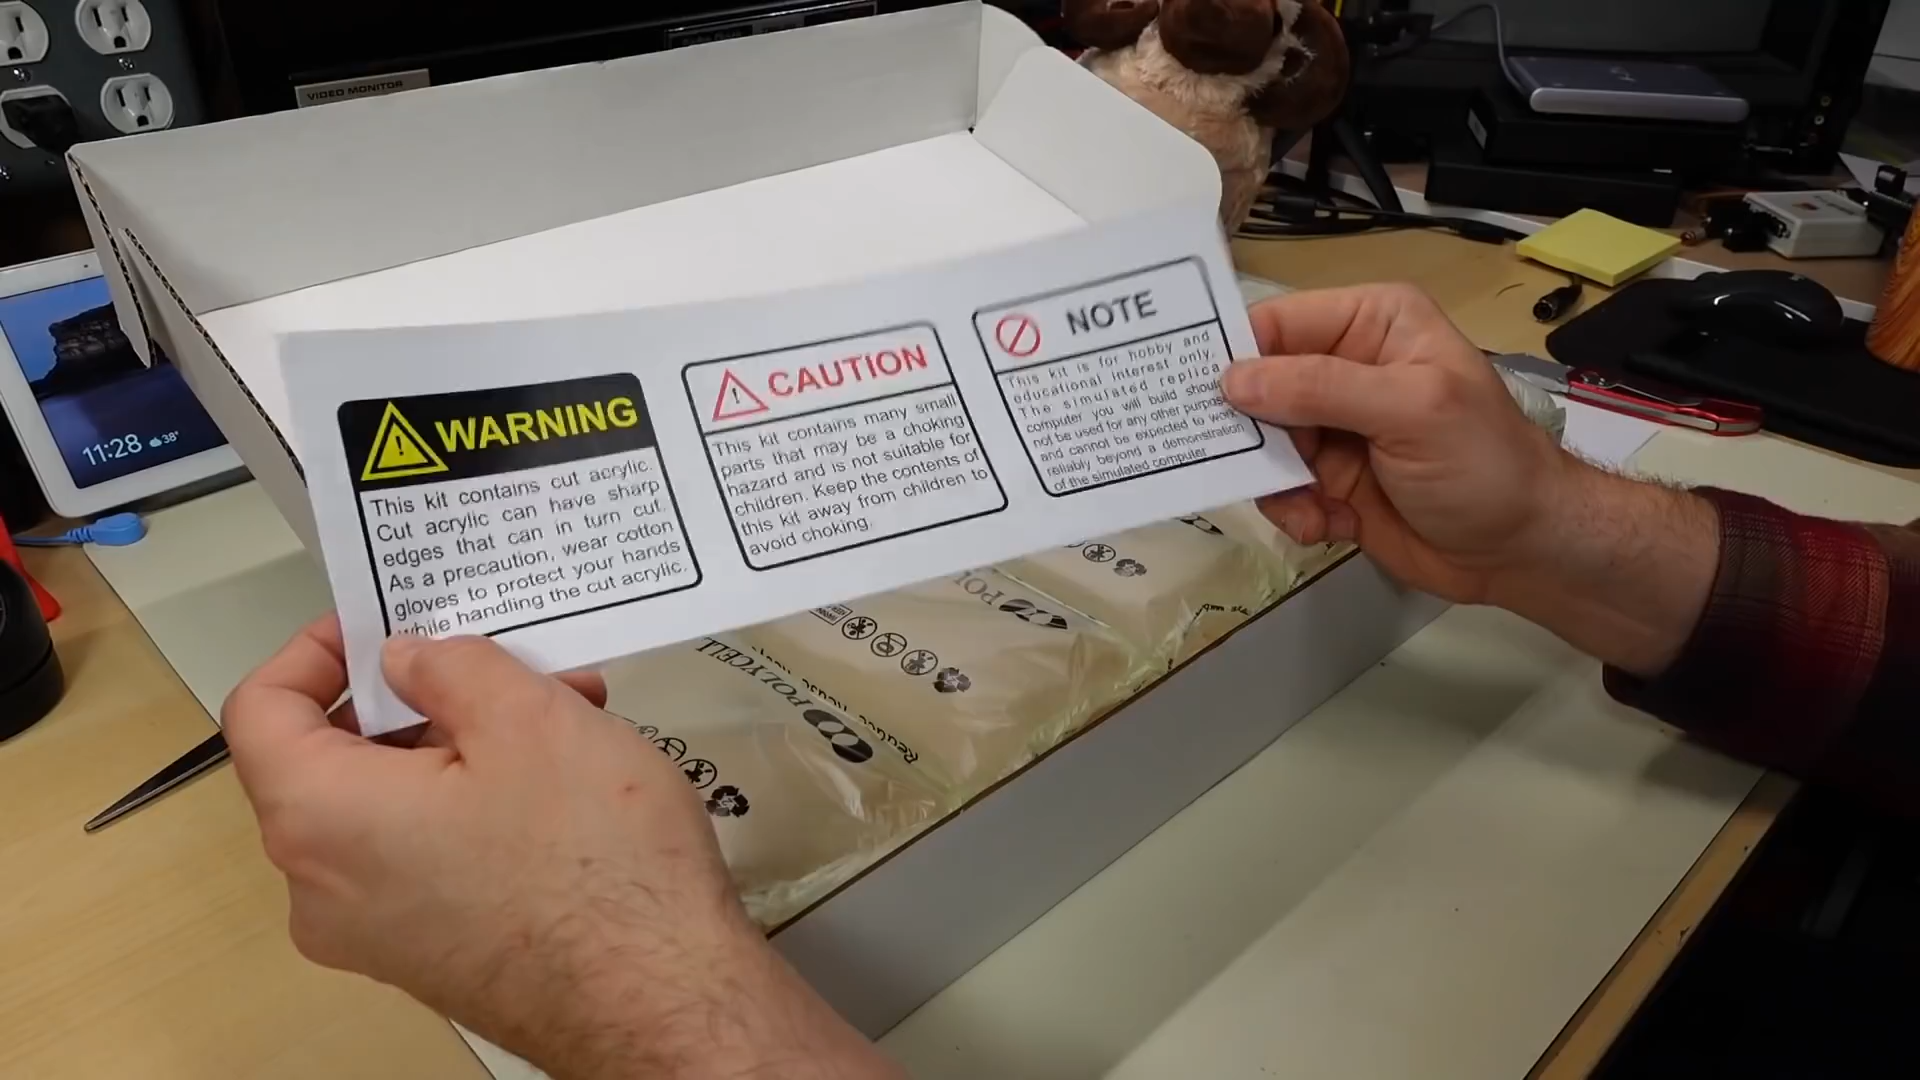 VIDEO MONITOR
11:28 38°
WARNING
This kit contains cut acrylic.
Cut acrylic can have sharp
edges that can in turn cut.
As a precaution, wear cotton
gloves to protect your hands
while handling the cut acrylic.
CAUTION
This kit contains many small
parts that may be a choking
hazard and is not suitable for
children. Keep the contents of
this kit away from children to
avoid choking.
NOTE
This kit is for hobby and
educational interest only.
The simulated replica
computer you will build should
not be used for any other purpose
and cannot be expected to work
reliably beyond a demonstration
of the simulated computer
POLYCELL
Reduce Reuse
POL